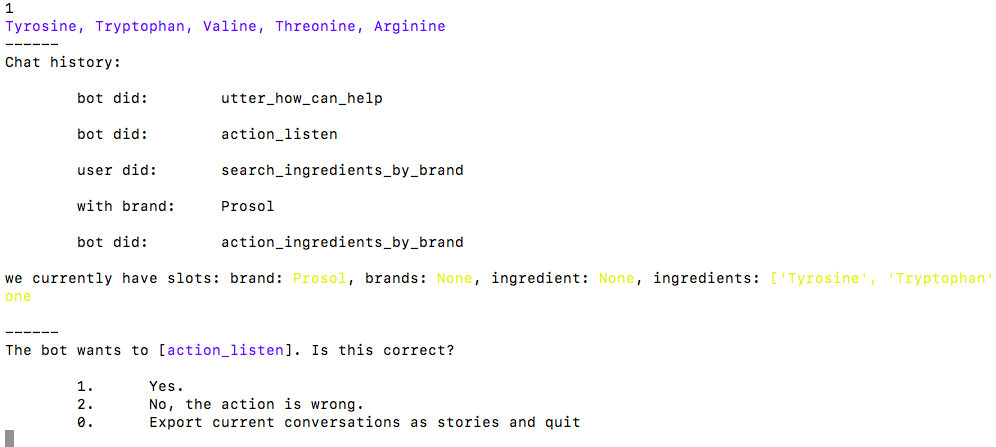 1
Tyrosine, Tryptophan, Valine, Threonine, Arginine
------
Chat history:
bot did: utter_how_can_help
bot did: action_listen
user did: search_ingredients_by_brand
with brand: Prosol
bot did: action_ingredients_by_brand
we currently have slots: brand: Prosol, brands: None, ingredient: None, ingredients: ['Tyrosine', 'Tryptophan'
one
------
The bot wants to [action_listen]. Is this correct?
1. Yes.
2. No, the action is wrong.
0. Export current conversations as stories and quit